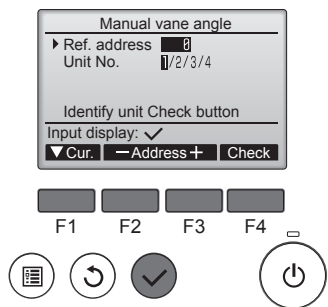 Manual vane angle
Ref. address 0
Unit No. 1/2/3/4
Identify unit Check button
Input display: ✓
▼Cur. −Address+ Check
F1 F2 F3 F4